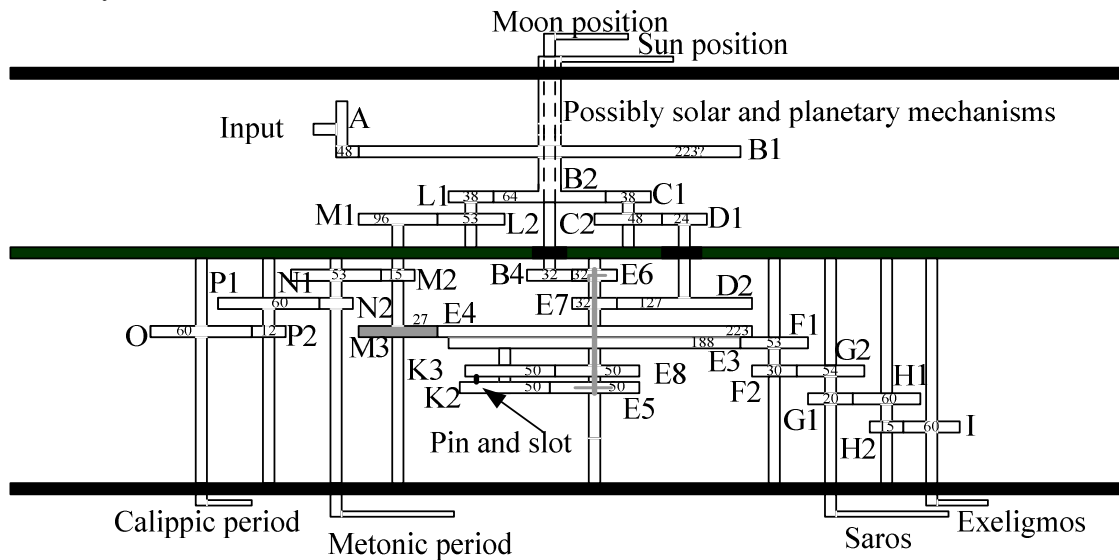 Moon position
Sun position
Possibly solar and planetary mechanisms
Input
A
48
223?
B1
B2
L1
38
64
38
C1
M1
96
53
L2
C2
48
24
D1
P1
N1
53
15
M2
B4
32
32
E6
60
N2
E7
32
127
D2
O
60
12
P2
M3
27
E4
223
F1
188
E3
53
K3
50
50
E8
F2
30
54
G2
K2
50
50
E5
G1
20
60
H1
Pin and slot
H2
15
60
I
Calippic period
Metonic period
Saros
Exeligmos